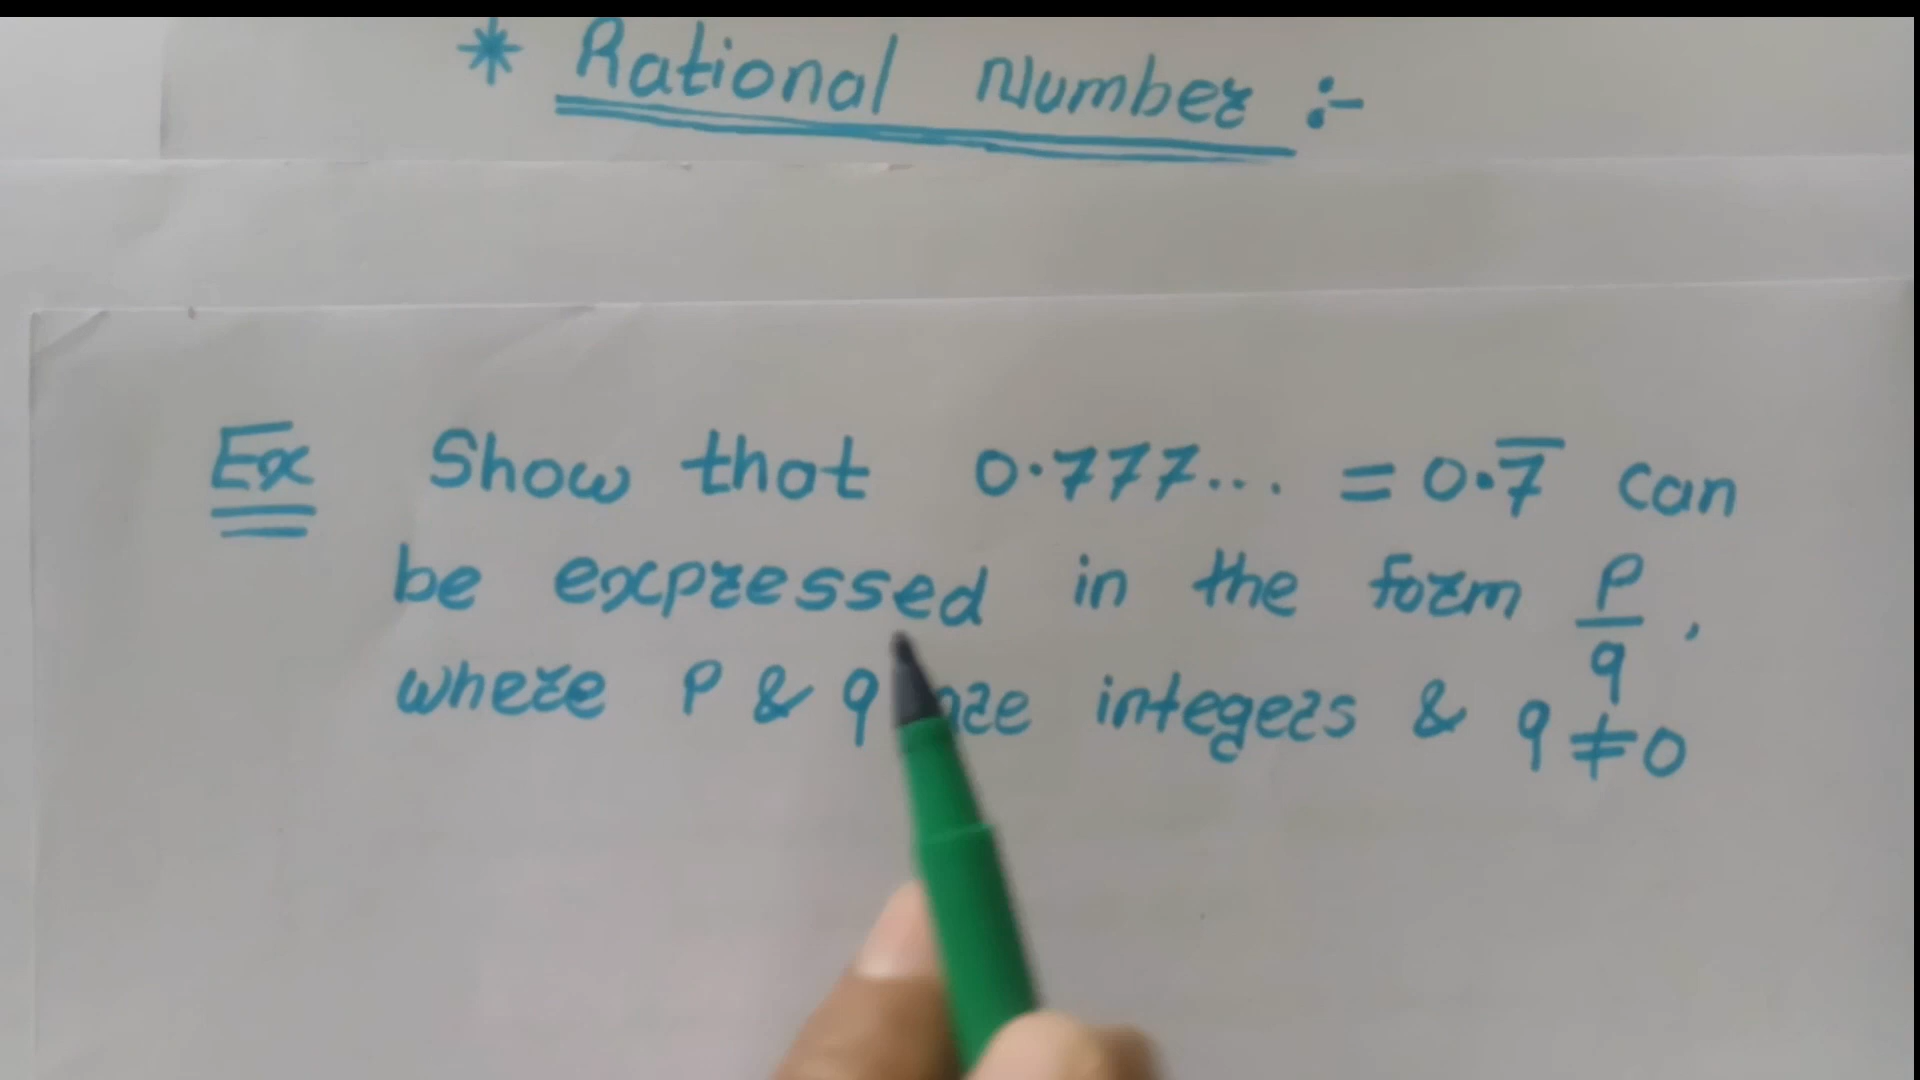 * Rational Number :-
Ex Show that 0.777... = 0.7̅ can
be expressed in the form p/q ,
where p & q are integers & q ≠ 0